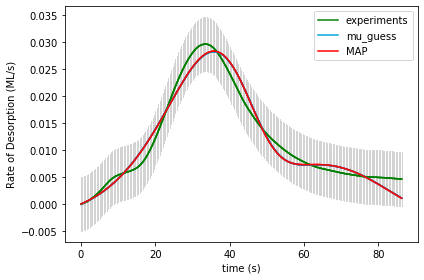 Rate of Desorption (ML/s)
0.035
0.030
0.025
0.020
0.015
0.010
0.005
0.000
−0.005
experiments
mu_guess
MAP
0 20 40 60 80
time (s)